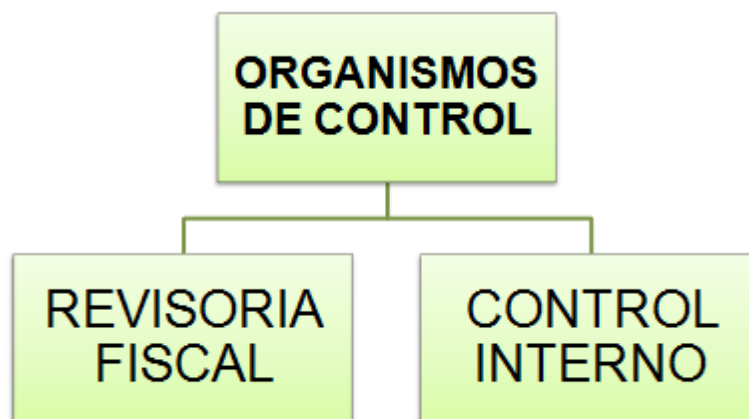 ORGANISMOS
DE CONTROL
REVISORIA
FISCAL
CONTROL
INTERNO